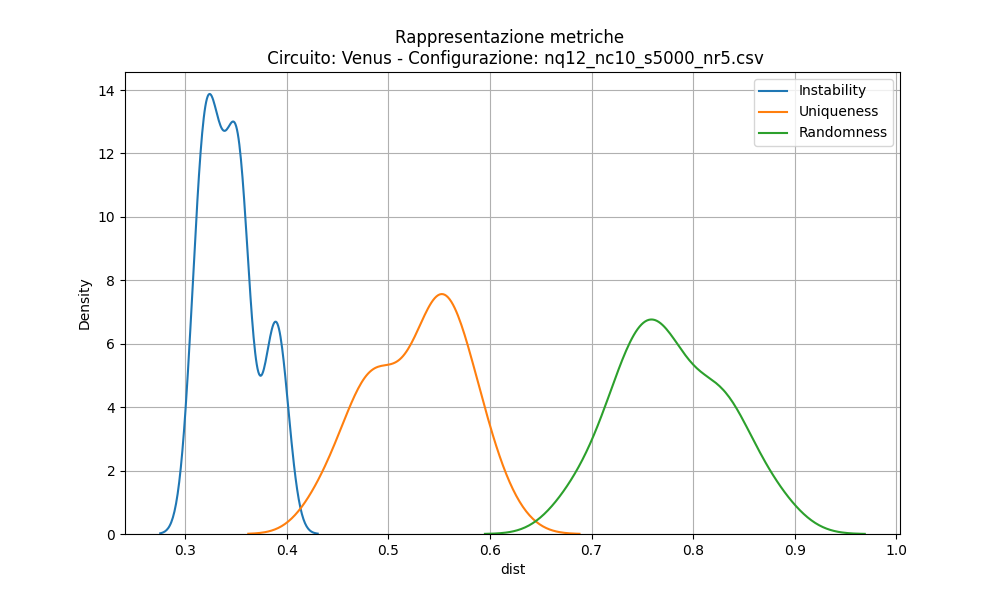 Rappresentazione metriche
Circuito: Venus - Configurazione: nq12_nc10_s5000_nr5.csv
Instability
Uniqueness
Randomness
14
12
10
8
6
4
2
0
Density
0.3 0.4 0.5 0.6 0.7 0.8 0.9 1.0
dist